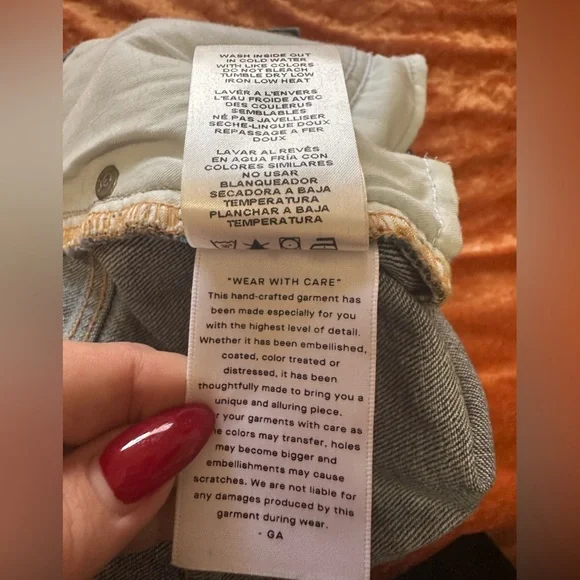 WASH INSIDE OUT
IN COLD WATER
WITH LIKE COLORS
DO NOT BLEACH
TUMBLE DRY LOW
IRON LOW HEAT
LAVER A L'ENVERS
L'EAU FROIDE AVEC
DES COULERUS
SEMBLABLES
NÉ PAS JAVELLISER
SÈCHE-LINGUE DOUX
REPASSAGE A FER
DOUX
LAVAR AL REVÉS
EN AGUA FRÍA CON
COLORES SIMILARES
NO USAR
BLANQUEADOR
SECADORA A BAJA
TEMPERATURA
PLANCHAR A BAJA
TEMPERATURA
"WEAR WITH CARE"
This hand-crafted garment has
been made especially for you
with the highest level of detail.
Whether it has been embellished,
coated, color treated or
distressed, it has been
thoughtfully made to bring you a
unique and alluring piece.
your garments with care as
colors may transfer, holes
may become bigger and
embellishments may cause
scratches. We are not liable for
any damages produced by this
garment during wear.
- GA